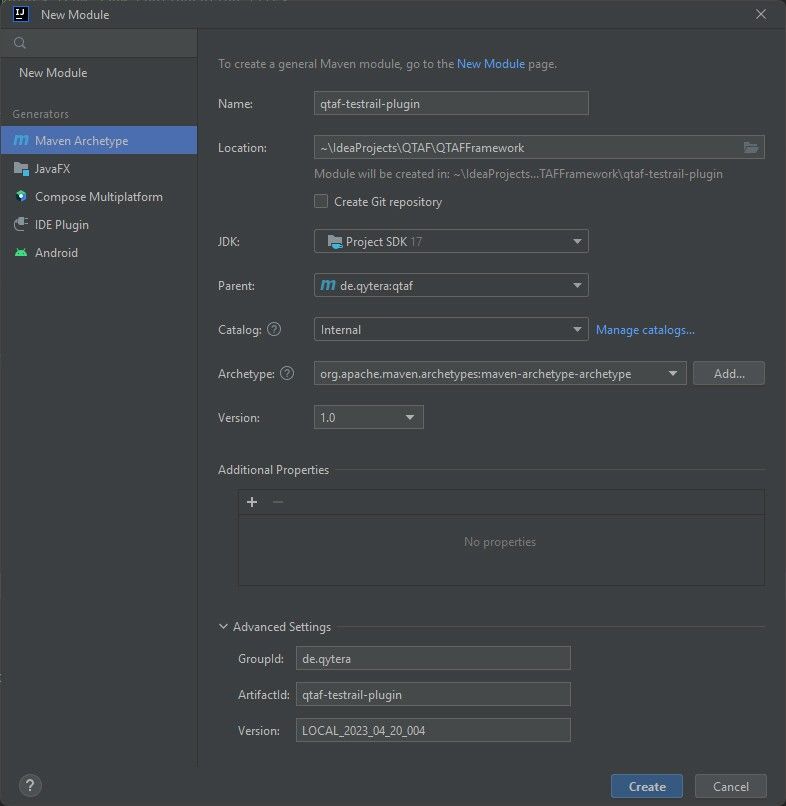 IJ New Module
New Module
Generators
m Maven Archetype
JavaFX
Compose Multiplatform
IDE Plugin
Android
To create a general Maven module, go to the New Module page.
Name: qtaf-testrail-plugin
Location: ~\IdeaProjects\QTAF\QTAFFramework
Module will be created in: ~\IdeaProjects...TAFFramework\qtaf-testrail-plugin
Create Git repository
JDK: Project SDK 17
Parent: m de.qytera:qtaf
Catalog: ? Internal Manage catalogs...
Archetype: ? org.apache.maven.archetypes:maven-archetype-archetype Add...
Version: 1.0
Additional Properties
+ −
No properties
Advanced Settings
GroupId: de.qytera
ArtifactId: qtaf-testrail-plugin
Version: LOCAL_2023_04_20_004
? Create Cancel